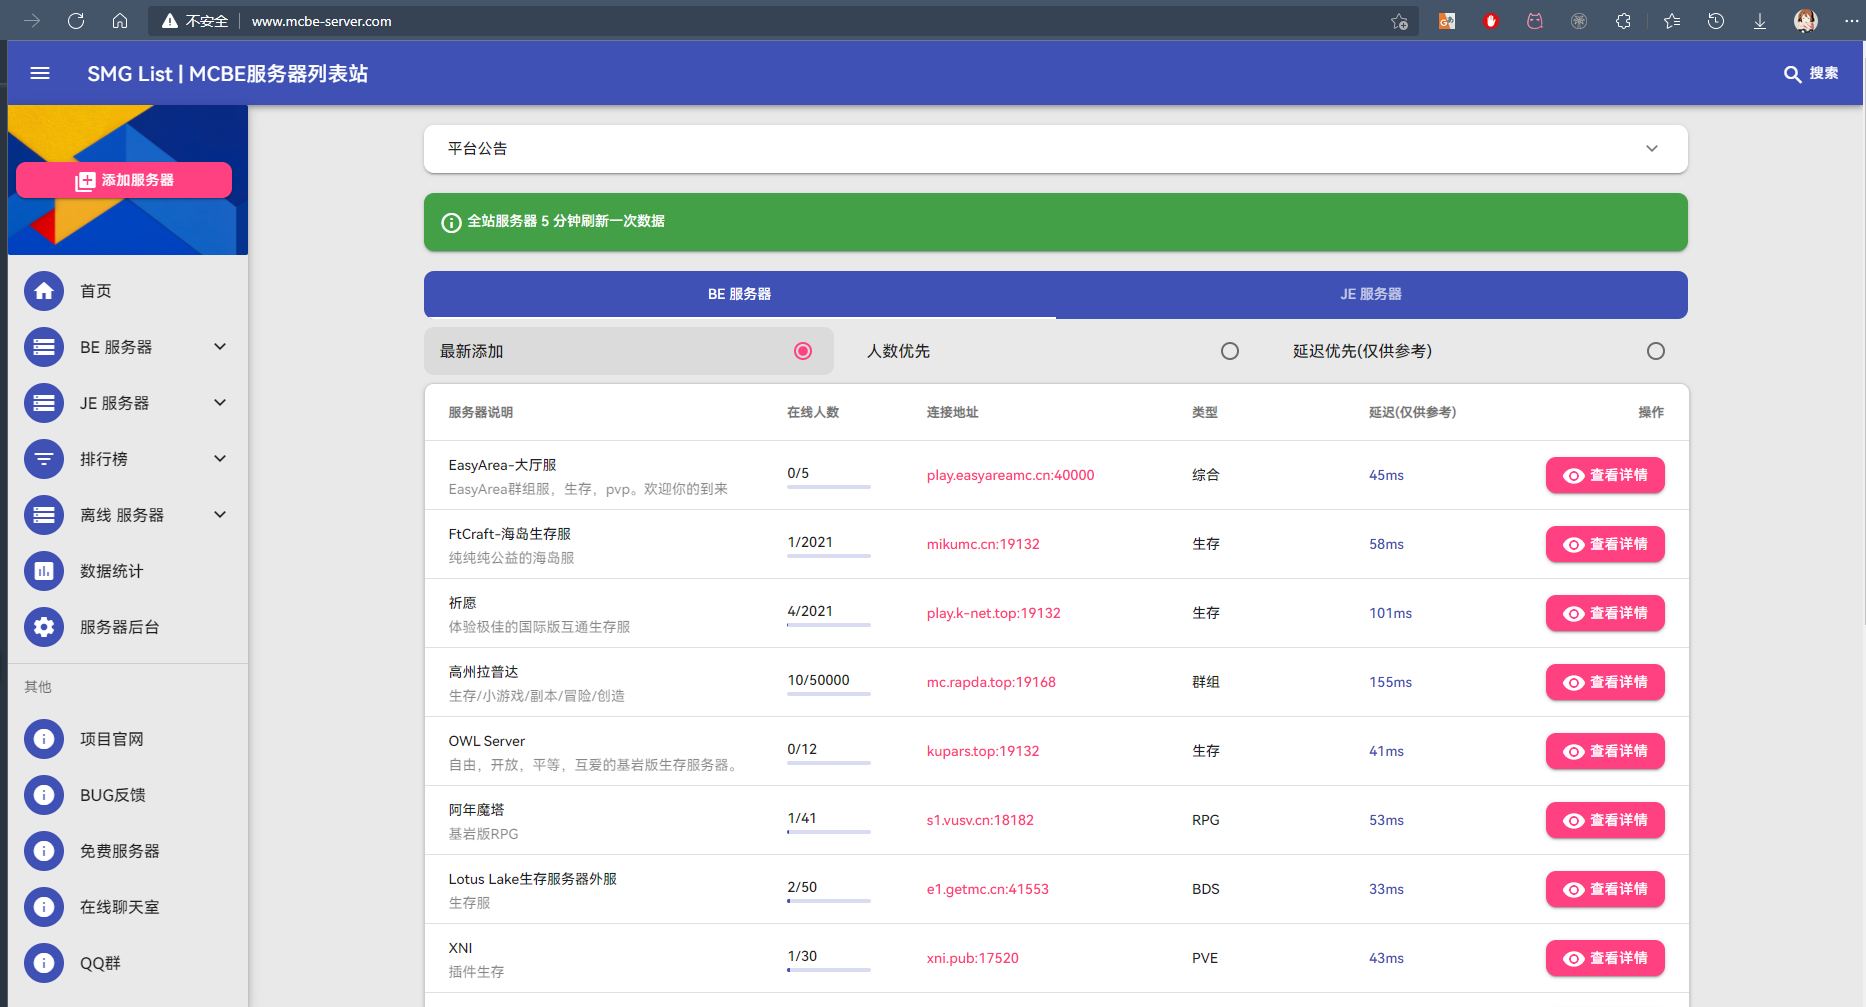 不安全 www.mcbe-server.com
SMG List | MCBE服务器列表站
搜索
添加服务器
首页
BE 服务器
JE 服务器
排行榜
离线 服务器
数据统计
服务器后台
其他
项目官网
BUG反馈
免费服务器
在线聊天室
QQ群
平台公告
全站服务器 5 分钟刷新一次数据
BE 服务器 JE 服务器
最新添加 人数优先 延迟优先(仅供参考)
服务器说明 在线人数 连接地址 类型 延迟(仅供参考) 操作
EasyArea-大厅服
EasyArea群组服，生存，pvp。欢迎你的到来
0/5 play.easyareamc.cn:40000 综合 45ms 查看详情
FtCraft-海岛生存服
纯纯纯公益的海岛服
1/2021 mikumc.cn:19132 生存 58ms 查看详情
祈愿
体验极佳的国际版互通生存服
4/2021 play.k-net.top:19132 生存 101ms 查看详情
高州拉普达
生存/小游戏/副本/冒险/创造
10/50000 mc.rapda.top:19168 群组 155ms 查看详情
OWL Server
自由，开放，平等，互爱的基岩版生存服务器。
0/12 kupars.top:19132 生存 41ms 查看详情
阿年魔塔
基岩版RPG
1/41 s1.vusv.cn:18182 RPG 53ms 查看详情
Lotus Lake生存服务器外服
生存服
2/50 e1.getmc.cn:41553 BDS 33ms 查看详情
XNI
插件生存
1/30 xni.pub:17520 PVE 43ms 查看详情